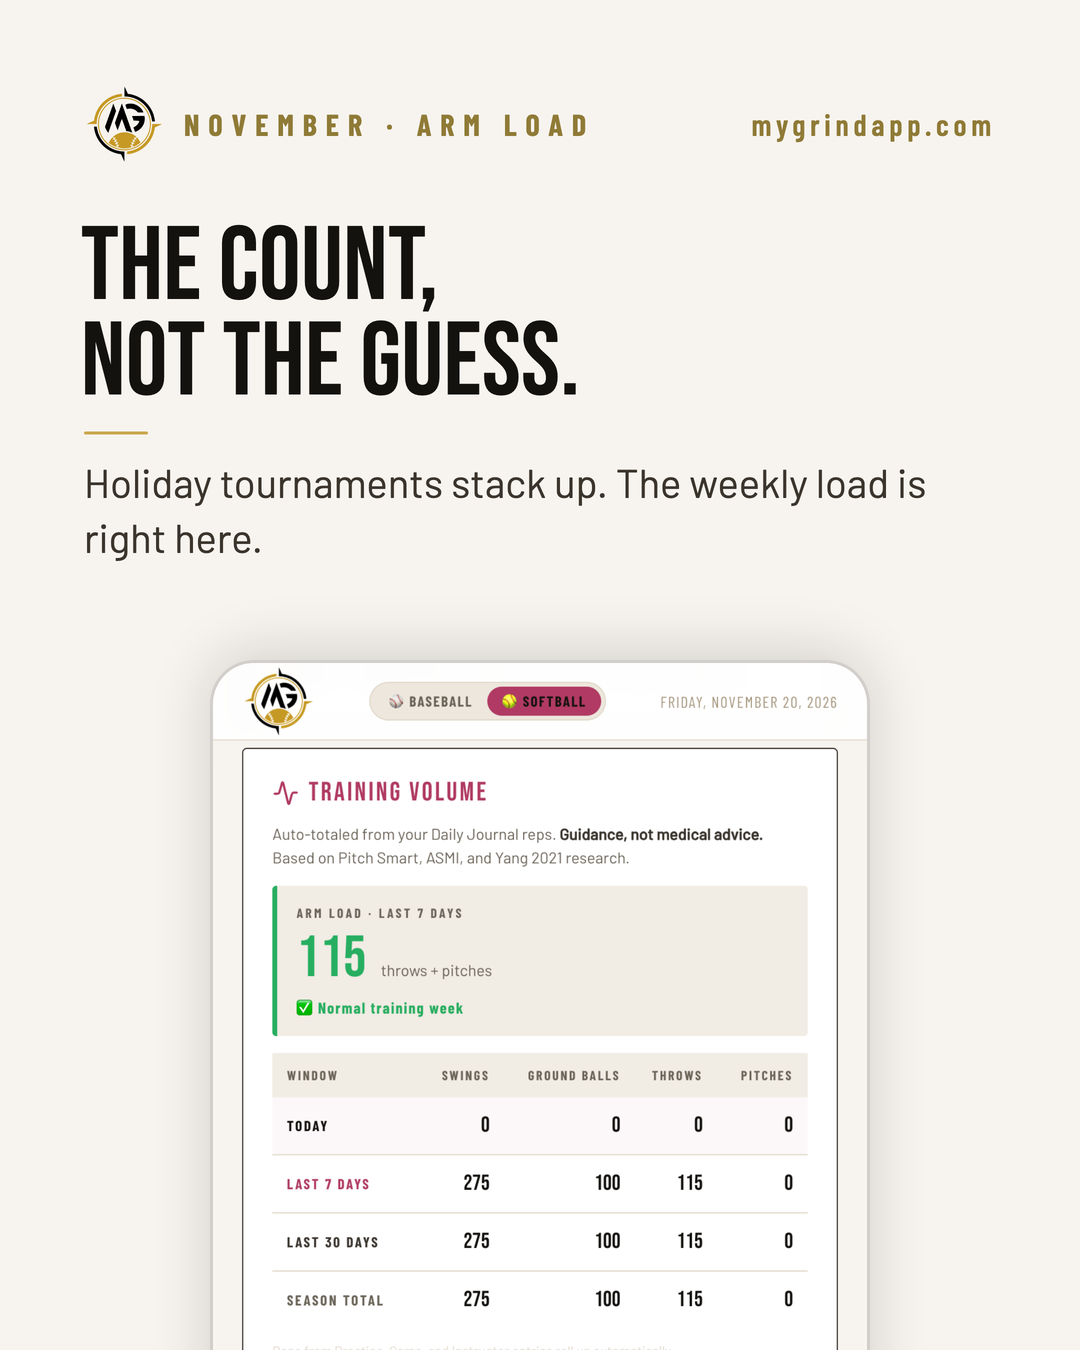 MG NOVEMBER · ARM LOAD mygrindapp.com
THE COUNT,
NOT THE GUESS.
Holiday tournaments stack up. The weekly load is
right here.
MG ⚾ BASEBALL 🥎 SOFTBALL FRIDAY, NOVEMBER 20, 2026
TRAINING VOLUME
Auto-totaled from your Daily Journal reps. Guidance, not medical advice.
Based on Pitch Smart, ASMI, and Yang 2021 research.
ARM LOAD · LAST 7 DAYS
115 throws + pitches
✅ Normal training week
WINDOW SWINGS GROUND BALLS THROWS PITCHES
TODAY 0 0 0 0
LAST 7 DAYS 275 100 115 0
LAST 30 DAYS 275 100 115 0
SEASON TOTAL 275 100 115 0